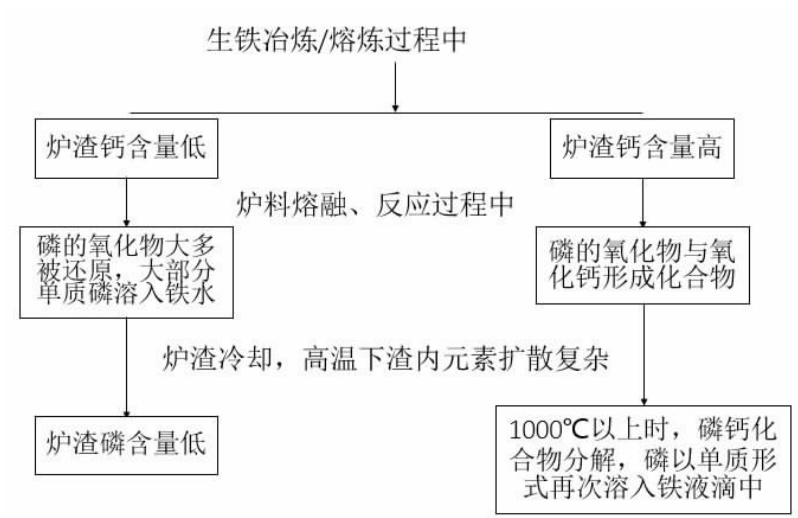 生铁冶炼/熔炼过程中
炉渣钙含量低
炉渣钙含量高
炉料熔融、反应过程中
磷的氧化物大多
被还原，大部分
单质磷溶入铁水
磷的氧化物与氧
化钙形成化合物
炉渣冷却，高温下渣内元素扩散复杂
炉渣磷含量低
1000℃以上时，磷钙化
合物分解，磷以单质形
式再次溶入铁液滴中